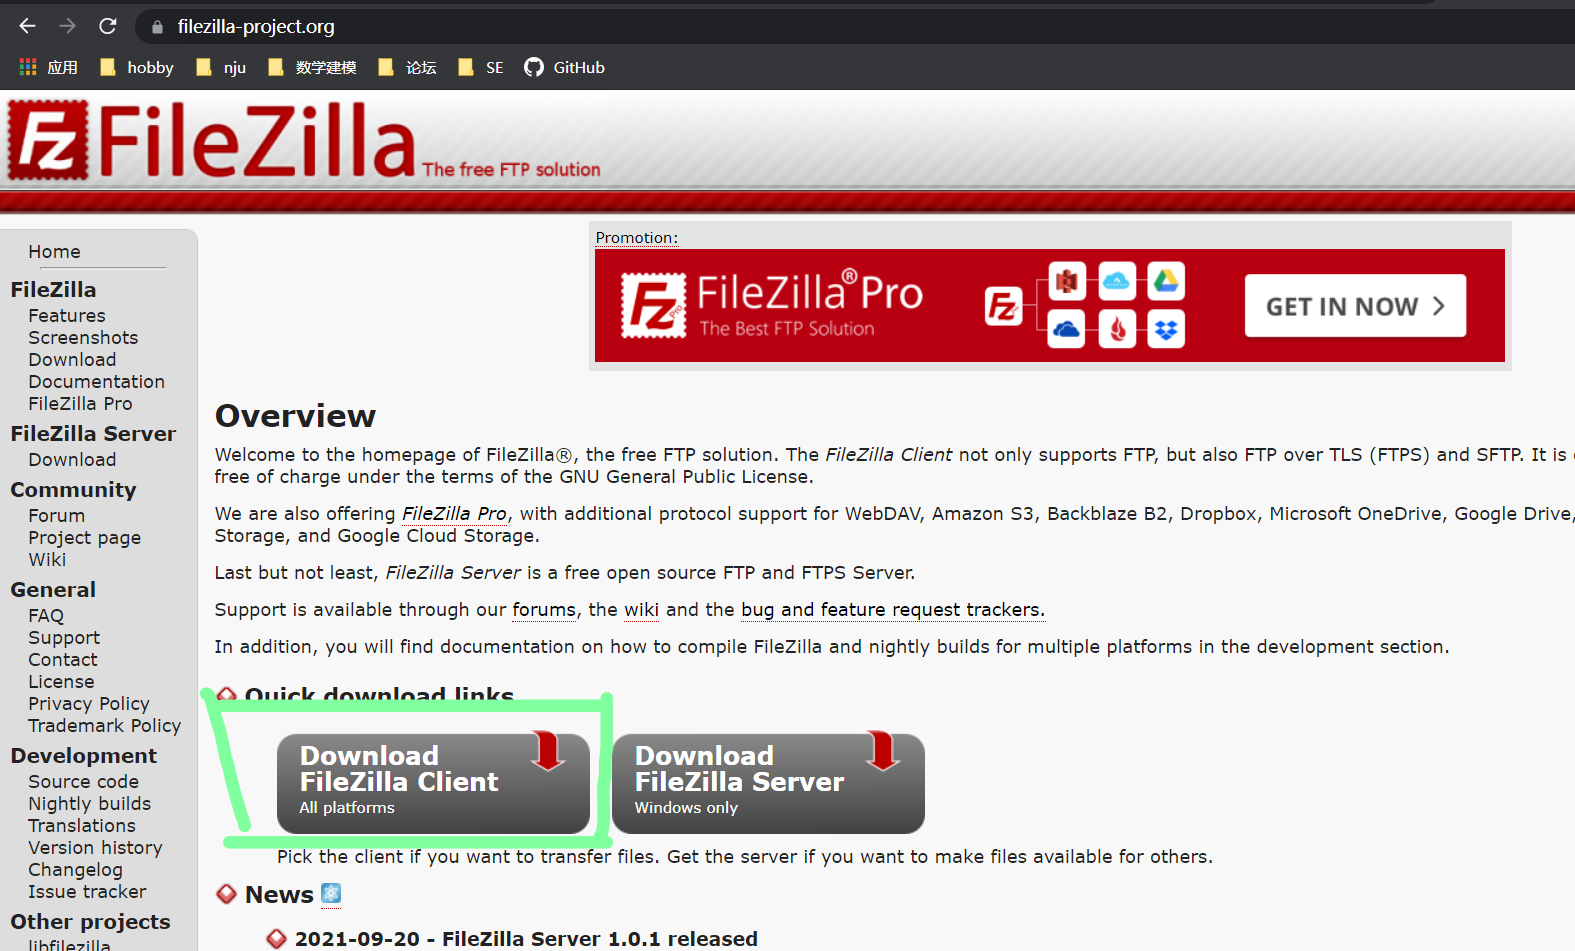 filezilla-project.org
应用 hobby nju 数学建模 论坛 SE GitHub
Fz FileZilla The free FTP solution
Home
FileZilla
Features
Screenshots
Download
Documentation
FileZilla Pro
FileZilla Server
Download
Community
Forum
Project page
Wiki
General
FAQ
Support
Contact
License
Privacy Policy
Trademark Policy
Development
Source code
Nightly builds
Translations
Version history
Changelog
Issue tracker
Other projects
libfilezilla
Promotion:
Fz Pro FileZilla® Pro
The Best FTP Solution
Fz
GET IN NOW
Overview
Welcome to the homepage of FileZilla®, the free FTP solution. The FileZilla Client not only supports FTP, but also FTP over TLS (FTPS) and SFTP. It is
free of charge under the terms of the GNU General Public License.
We are also offering FileZilla Pro, with additional protocol support for WebDAV, Amazon S3, Backblaze B2, Dropbox, Microsoft OneDrive, Google Drive,
Storage, and Google Cloud Storage.
Last but not least, FileZilla Server is a free open source FTP and FTPS Server.
Support is available through our forums, the wiki and the bug and feature request trackers.
In addition, you will find documentation on how to compile FileZilla and nightly builds for multiple platforms in the development section.
Quick download links
Download
FileZilla Client
All platforms
Download
FileZilla Server
Windows only
Pick the client if you want to transfer files. Get the server if you want to make files available for others.
News
2021-09-20 - FileZilla Server 1.0.1 released